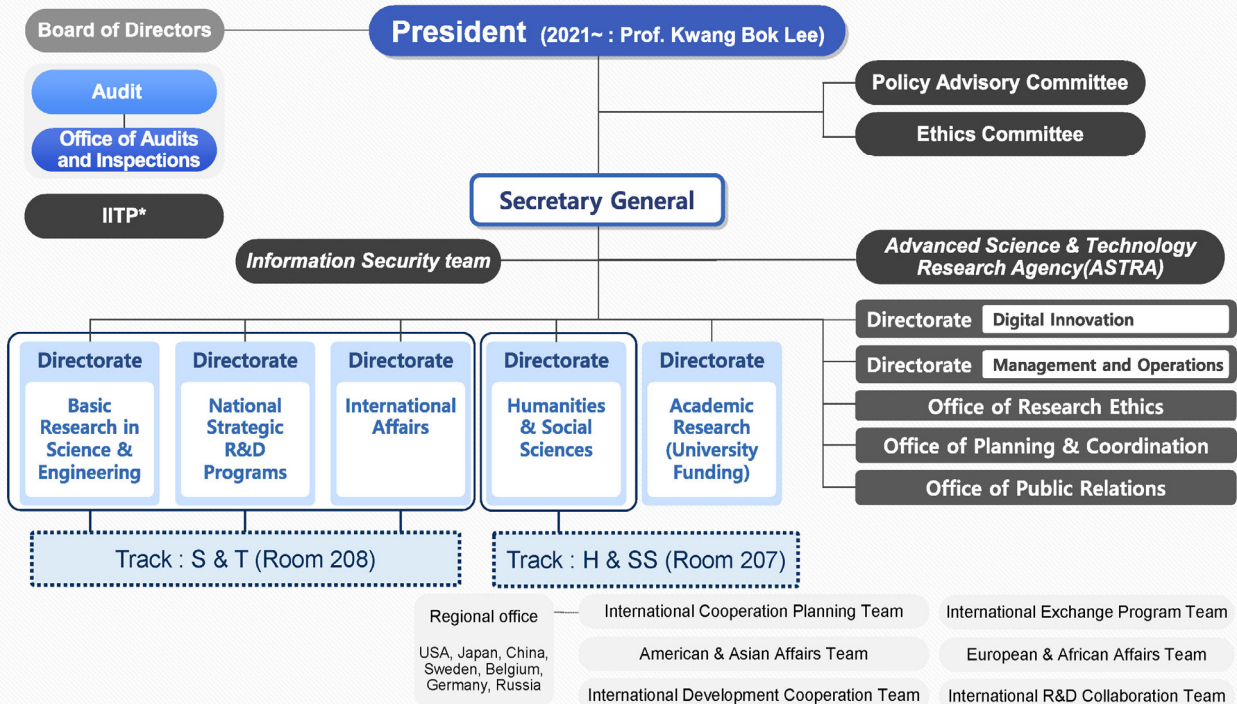 Board of Directors
President (2021~ : Prof. Kwang Bok Lee)
Audit
Office of Audits
and Inspections
IITP*
Policy Advisory Committee
Ethics Committee
Secretary General
Information Security team
Advanced Science & Technology
Research Agency(ASTRA)
Directorate Digital Innovation
Directorate Management and Operations
Office of Research Ethics
Office of Planning & Coordination
Office of Public Relations
Directorate
Basic
Research in
Science &
Engineering
Directorate
National
Strategic
R&D
Programs
Directorate
International
Affairs
Directorate
Humanities
& Social
Sciences
Directorate
Academic
Research
(University
Funding)
Track : S & T (Room 208)
Track : H & SS (Room 207)
Regional office
USA, Japan, China,
Sweden, Belgium,
Germany, Russia
International Cooperation Planning Team
International Exchange Program Team
American & Asian Affairs Team
European & African Affairs Team
International Development Cooperation Team
International R&D Collaboration Team